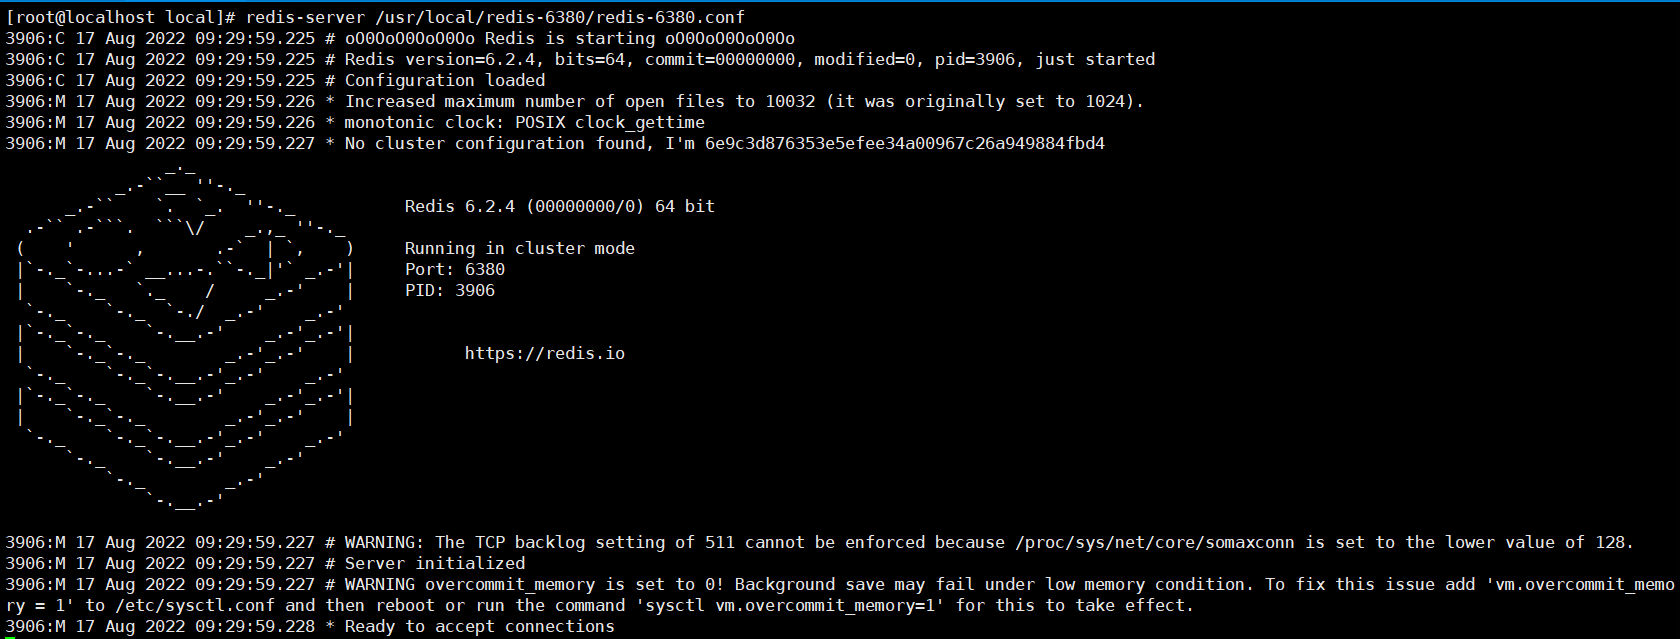 [root@localhost local]# redis-server /usr/local/redis-6380/redis-6380.conf
3906:C 17 Aug 2022 09:29:59.225 # oO0OoO0OoO0Oo Redis is starting oO0OoO0OoO0Oo
3906:C 17 Aug 2022 09:29:59.225 # Redis version=6.2.4, bits=64, commit=00000000, modified=0, pid=3906, just started
3906:C 17 Aug 2022 09:29:59.225 # Configuration loaded
3906:M 17 Aug 2022 09:29:59.226 * Increased maximum number of open files to 10032 (it was originally set to 1024).
3906:M 17 Aug 2022 09:29:59.226 * monotonic clock: POSIX clock_gettime
3906:M 17 Aug 2022 09:29:59.227 * No cluster configuration found, I'm 6e9c3d876353e5efee34a00967c26a949884fbd4
Redis 6.2.4 (00000000/0) 64 bit
Running in cluster mode
Port: 6380
PID: 3906
https://redis.io
3906:M 17 Aug 2022 09:29:59.227 # WARNING: The TCP backlog setting of 511 cannot be enforced because /proc/sys/net/core/somaxconn is set to the lower value of 128.
3906:M 17 Aug 2022 09:29:59.227 # Server initialized
3906:M 17 Aug 2022 09:29:59.227 # WARNING overcommit_memory is set to 0! Background save may fail under low memory condition. To fix this issue add 'vm.overcommit_memo
ry = 1' to /etc/sysctl.conf and then reboot or run the command 'sysctl vm.overcommit_memory=1' for this to take effect.
3906:M 17 Aug 2022 09:29:59.228 * Ready to accept connections